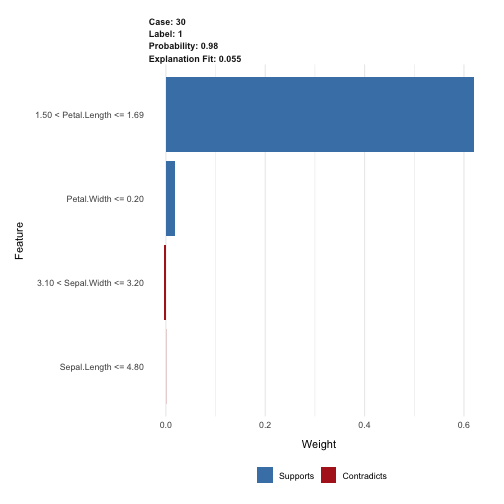 Case: 30
Label: 1
Probability: 0.98
Explanation Fit: 0.055
1.50 < Petal.Length <= 1.69
Petal.Width <= 0.20
3.10 < Sepal.Width <= 3.20
Sepal.Length <= 4.80
Feature
0.0 0.2 0.4 0.6
Weight
Supports Contradicts